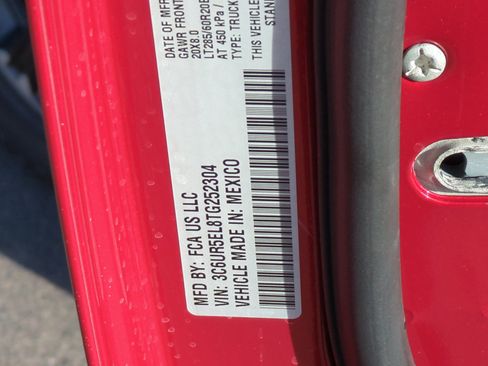 DATE OF MFR
GAWR FRONT
20X8.0
LT285/60R20E
AT 450 kPa /
TYPE: TRUCK
THIS VEHICLE
MFD BY: FCA US LLC
VIN: 3C6UR5EL8TG252304
VEHICLE MADE IN: MEXICO